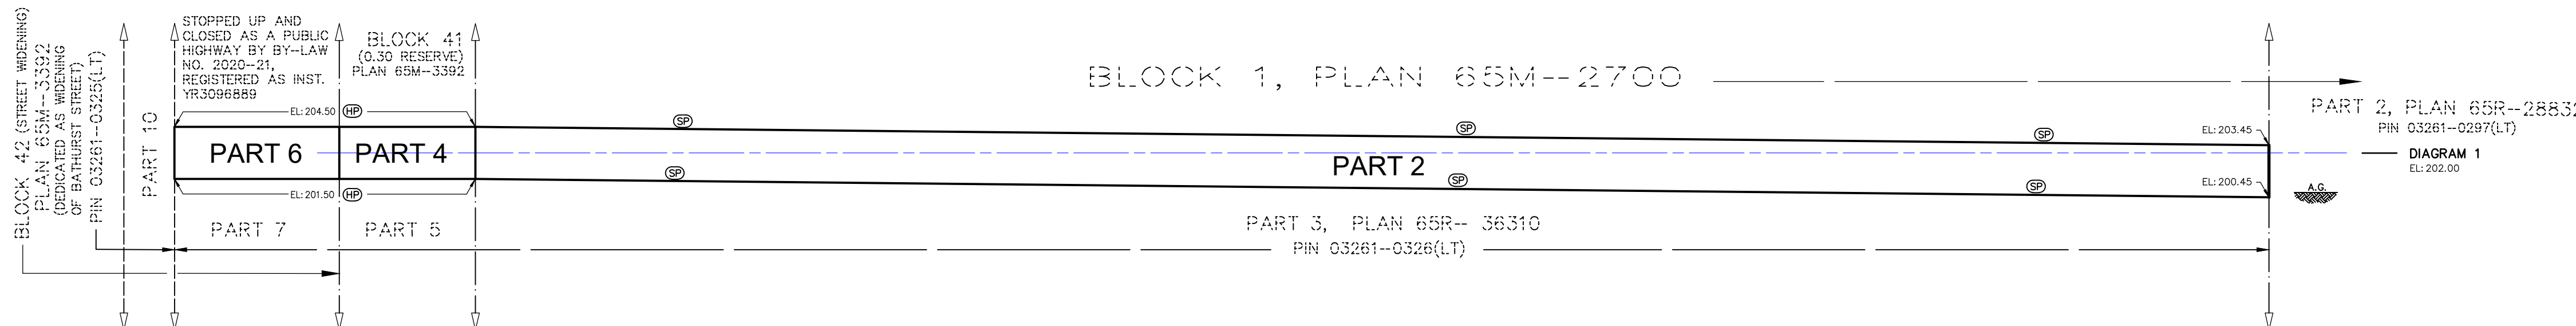 BLOCK 42 (STREET WIDENING)
PLAN 65M--3392
(DEDICATED AS WIDENING
OF BATHURST STREET)
PIN 03261--0325(LT)
PART 10
STOPPED UP AND
CLOSED AS A PUBLIC
HIGHWAY BY BY--LAW
NO. 2020--21,
REGISTERED AS INST.
YR3096889
BLOCK 41
(0.30 RESERVE)
PLAN 65M--3392
BLOCK 1, PLAN 65M--2700
PART 2, PLAN 65R--28832
PIN 03261--0297(LT)
EL: 204.50 HP
SP
SP
SP
EL: 203.45
PART 6
PART 4
PART 2
DIAGRAM 1
EL: 202.00
EL: 201.50 HP
SP
SP
SP
EL: 200.45
A.G.
PART 7
PART 5
PART 3, PLAN 65R-- 36310
PIN 03261--0326(LT)